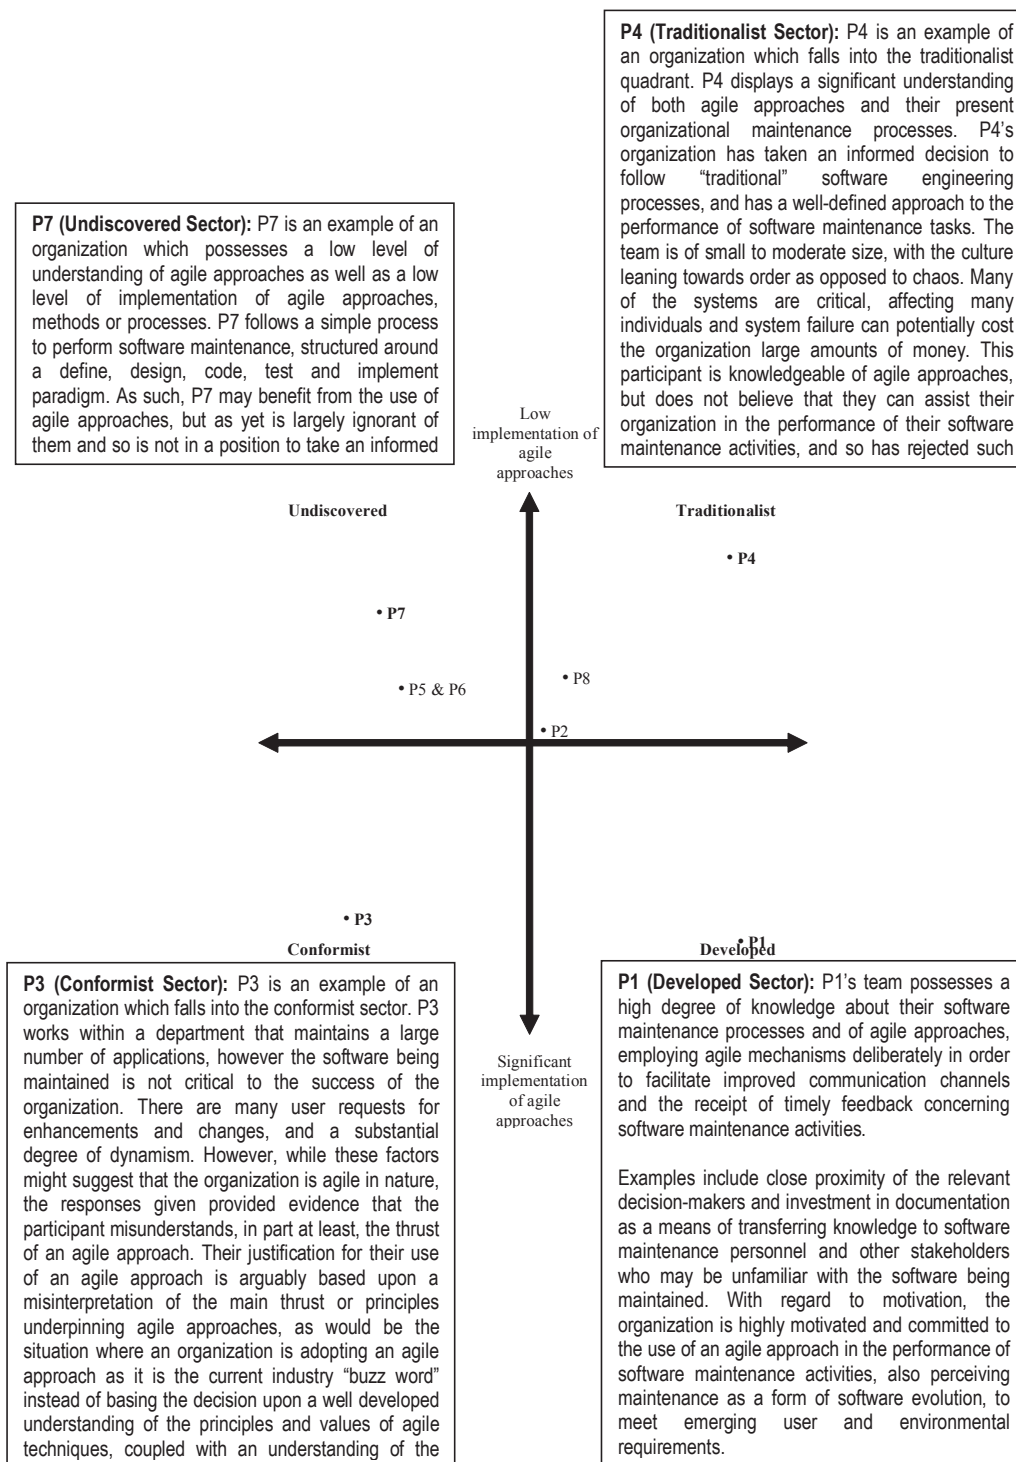 P4 (Traditionalist Sector): P4 is an example of
an organization which falls into the traditionalist
quadrant. P4 displays a significant understanding
of both agile approaches and their present
organizational maintenance processes. P4's
organization has taken an informed decision to
follow “traditional” software engineering
processes, and has a well-defined approach to the
performance of software maintenance tasks. The
team is of small to moderate size, with the culture
leaning towards order as opposed to chaos. Many
of the systems are critical, affecting many
individuals and system failure can potentially cost
the organization large amounts of money. This
participant is knowledgeable of agile approaches,
but does not believe that they can assist their
organization in the performance of their software
maintenance activities, and so has rejected such
P7 (Undiscovered Sector): P7 is an example of an
organization which possesses a low level of
understanding of agile approaches as well as a low
level of implementation of agile approaches,
methods or processes. P7 follows a simple process
to perform software maintenance, structured around
a define, design, code, test and implement
paradigm. As such, P7 may benefit from the use of
agile approaches, but as yet is largely ignorant of
them and so is not in a position to take an informed
Low
implementation of
agile
approaches
Undiscovered
Traditionalist
• P4
• P7
• P8
• P5 & P6
• P2
• P3
Conformist
• P1
Developed
P3 (Conformist Sector): P3 is an example of an
organization which falls into the conformist sector. P3
works within a department that maintains a large
number of applications, however the software being
maintained is not critical to the success of the
organization. There are many user requests for
enhancements and changes, and a substantial
degree of dynamism. However, while these factors
might suggest that the organization is agile in nature,
the responses given provided evidence that the
participant misunderstands, in part at least, the thrust
of an agile approach. Their justification for their use
of an agile approach is arguably based upon a
misinterpretation of the main thrust or principles
underpinning agile approaches, as would be the
situation where an organization is adopting an agile
approach as it is the current industry “buzz word”
instead of basing the decision upon a well developed
understanding of the principles and values of agile
techniques, coupled with an understanding of the
Significant
implementation
of agile
approaches
P1 (Developed Sector): P1's team possesses a
high degree of knowledge about their software
maintenance processes and of agile approaches,
employing agile mechanisms deliberately in order
to facilitate improved communication channels
and the receipt of timely feedback concerning
software maintenance activities.
Examples include close proximity of the relevant
decision-makers and investment in documentation
as a means of transferring knowledge to software
maintenance personnel and other stakeholders
who may be unfamiliar with the software being
maintained. With regard to motivation, the
organization is highly motivated and committed to
the use of an agile approach in the performance of
software maintenance activities, also perceiving
maintenance as a form of software evolution, to
meet emerging user and environmental
requirements.